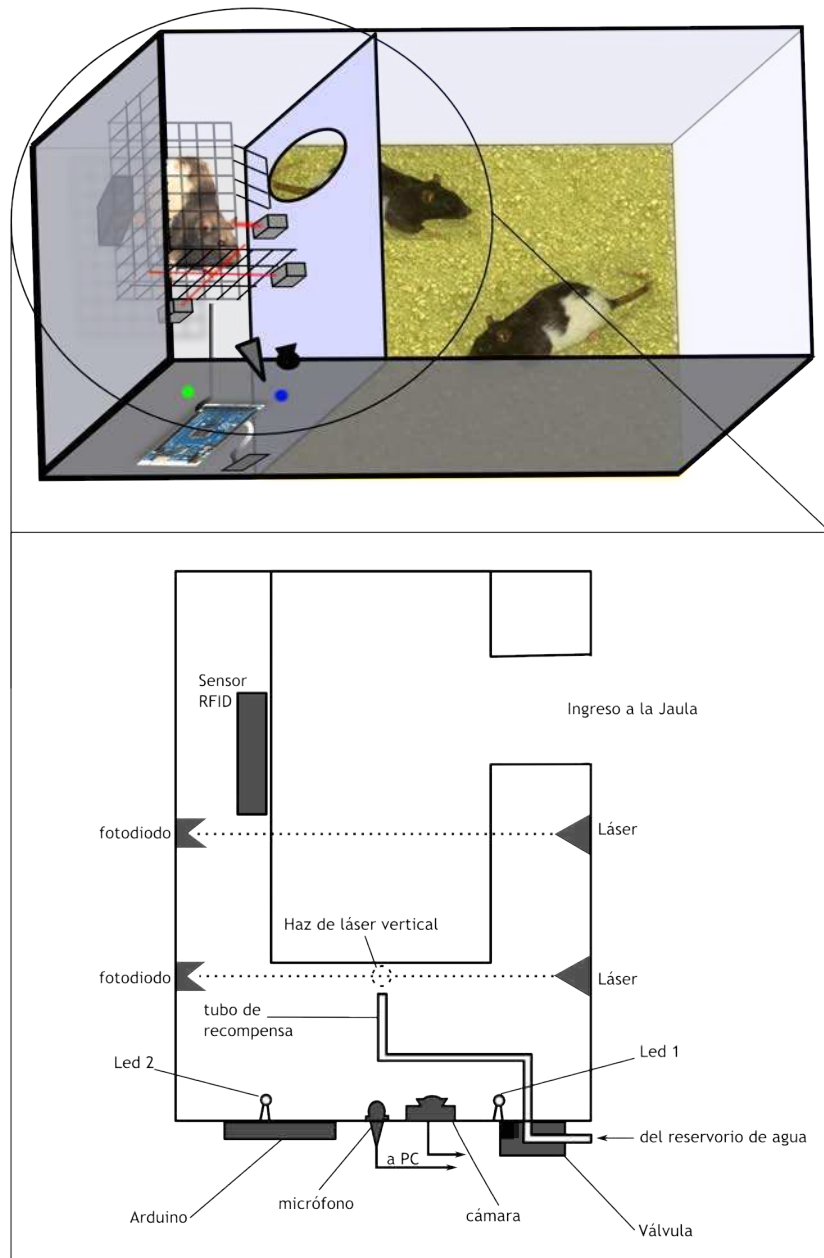 Sensor
RFID
Ingreso a la Jaula
fotodiodo
Láser
Haz de láser vertical
fotodiodo
Láser
tubo de
recompensa
Led 2
Led 1
del reservorio de agua
a PC
micrófono
Arduino
cámara
Válvula